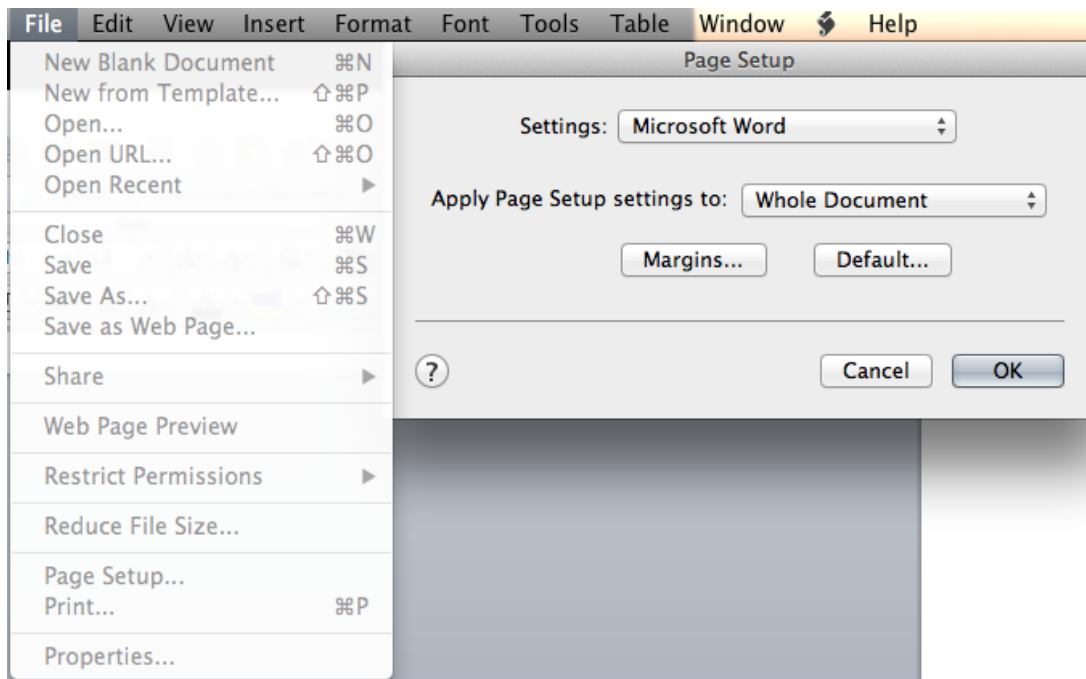 File Edit View Insert Format Font Tools Table Window Help
New Blank Document ⌘N
New from Template... ⇧⌘P
Open... ⌘O
Open URL... ⇧⌘O
Open Recent ▶
Close ⌘W
Save ⌘S
Save As... ⇧⌘S
Save as Web Page...
Share ▶
Web Page Preview
Restrict Permissions ▶
Reduce File Size...
Page Setup...
Print... ⌘P
Properties...
Page Setup
Settings: Microsoft Word
Apply Page Setup settings to: Whole Document
Margins... Default...
? Cancel OK